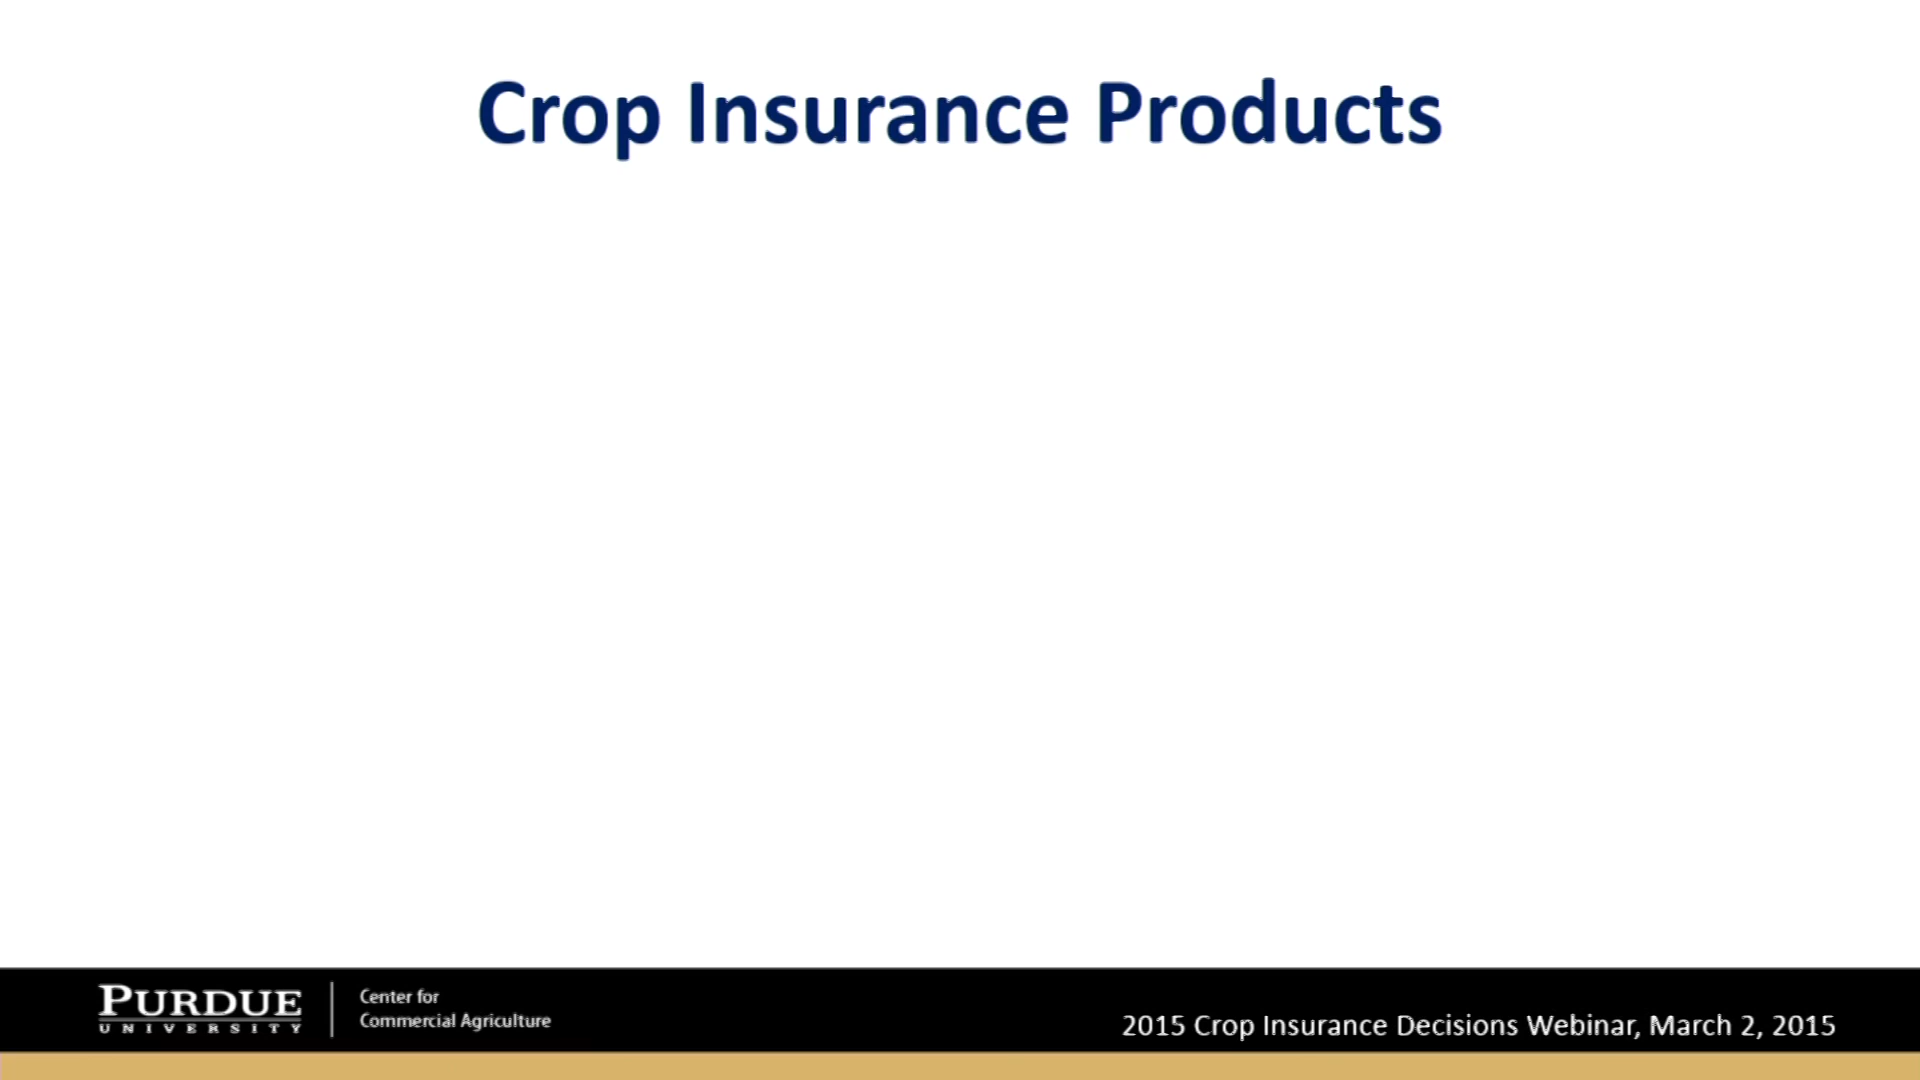 Crop Insurance Products
PURDUE
UNIVERSITY
Center for
Commercial Agriculture
2015 Crop Insurance Decisions Webinar, March 2, 2015